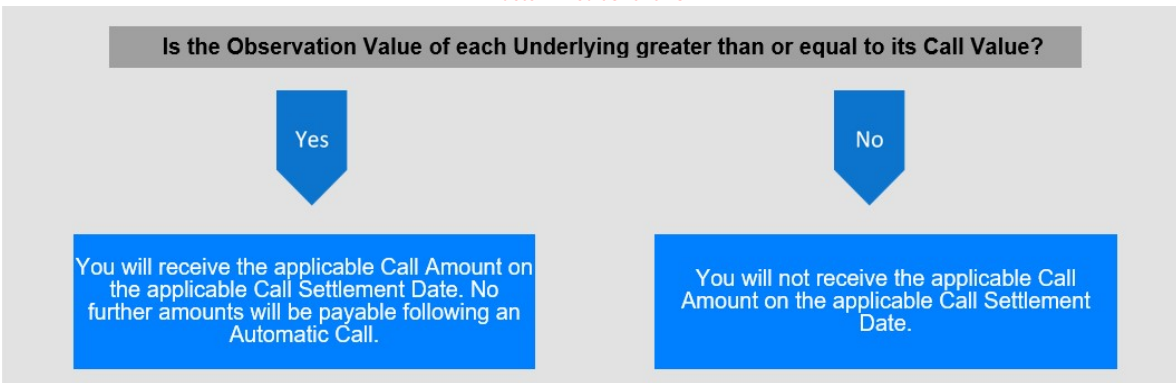 Is the Observation Value of each Underlying greater than or equal to its Call Value?
Yes
No
You will receive the applicable Call Amount on
the applicable Call Settlement Date. No
further amounts will be payable following an
Automatic Call.
You will not receive the applicable Call
Amount on the applicable Call Settlement
Date.